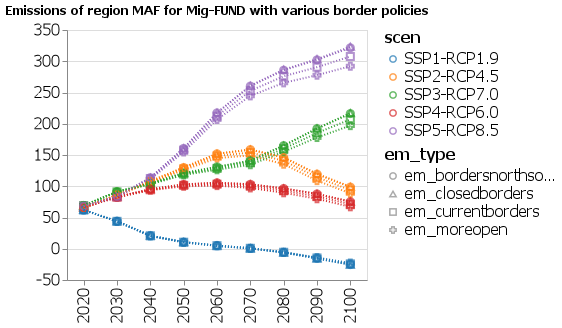 Emissions of region MAF for Mig-FUND with various border policies
350
300
250
200
150
100
50
0
-50
2020
2030
2040
2050
2060
2070
2080
2090
2100
scen
SSP1-RCP1.9
SSP2-RCP4.5
SSP3-RCP7.0
SSP4-RCP6.0
SSP5-RCP8.5
em_type
em_bordersnorthso...
em_closedborders
em_currentborders
em_moreopen